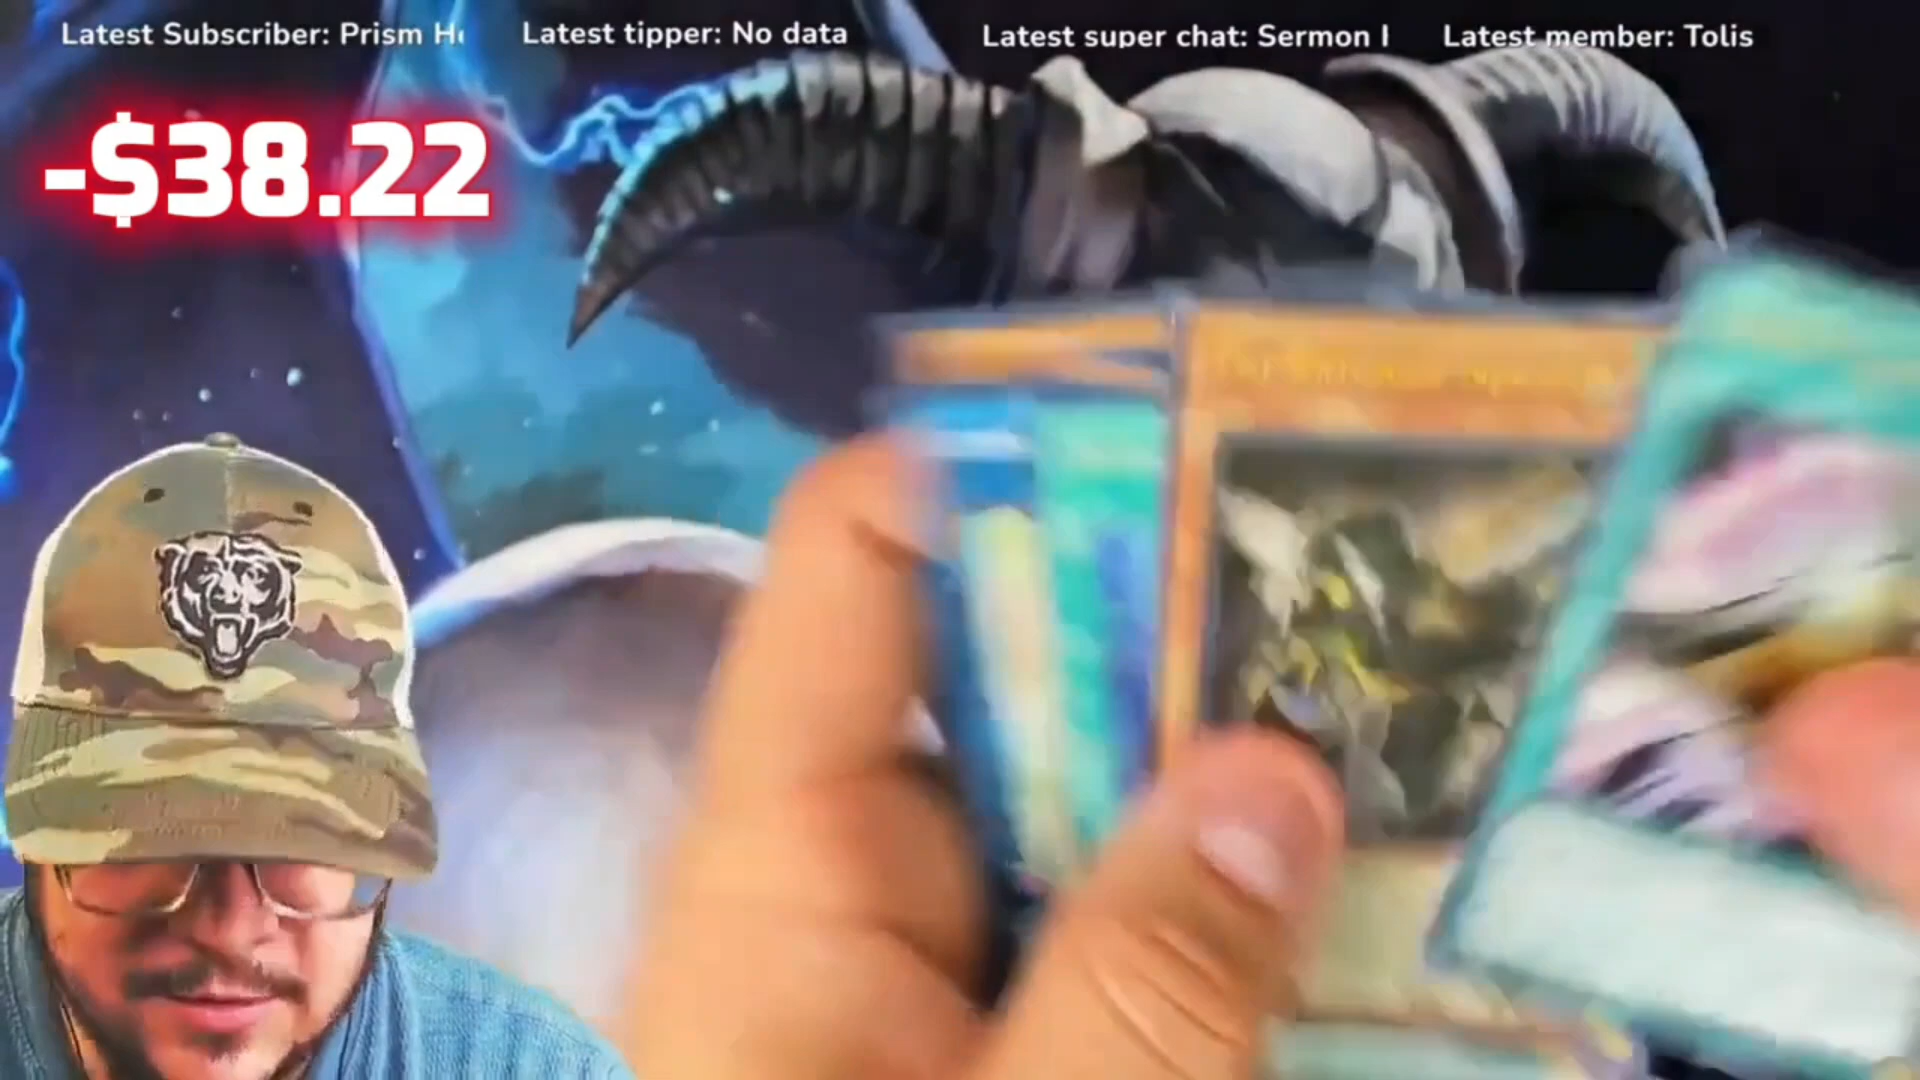 Latest Subscriber: Prism H
Latest tipper: No data
Latest super chat: Sermon I
Latest member: Tolis
-$38.22